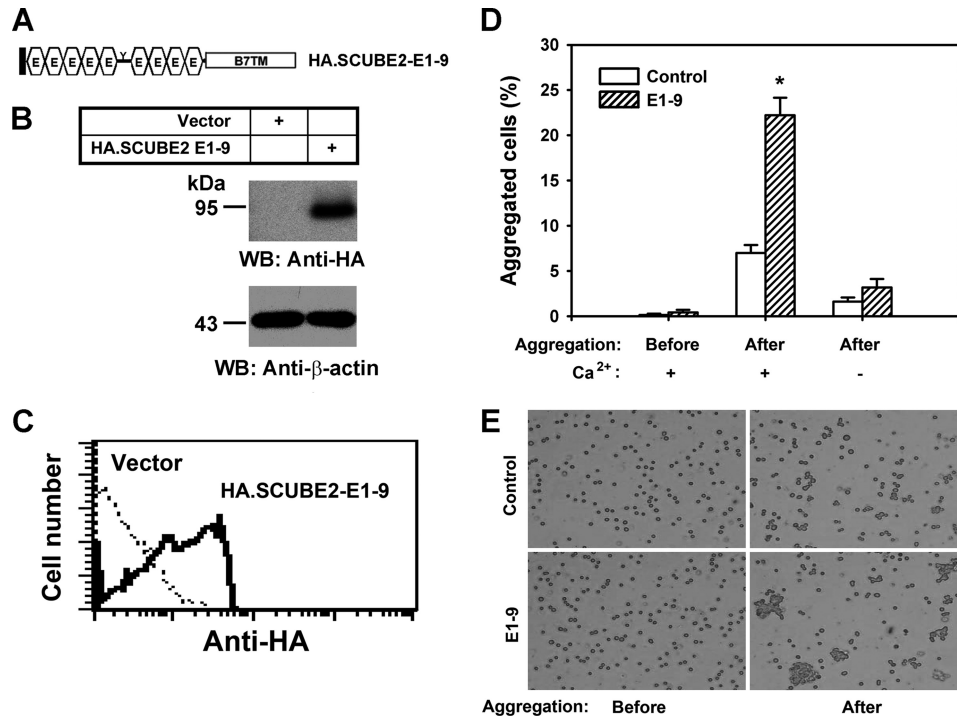 A
E E E E E Y E E E E B7TM HA.SCUBE2-E1-9
B
Vector +
HA.SCUBE2 E1-9 +
kDa
95
WB: Anti-HA
43
WB: Anti-β-actin
C
Cell number
Vector
HA.SCUBE2-E1-9
Anti-HA
D
Aggregated cells (%)
30
25
20
15
10
5
0
Control
E1-9
*
Aggregation: Before After After
Ca2+ : + + -
E
Control
E1-9
Aggregation: Before After